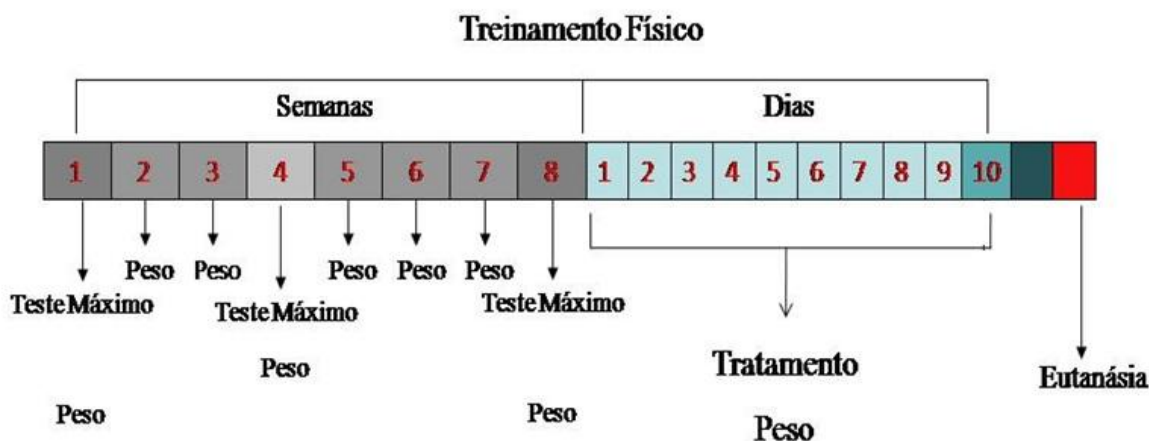 Treinamento Físico
Semanas Dias
1 2 3 4 5 6 7 8 1 2 3 4 5 6 7 8 9 10
Peso Peso Peso Peso Peso
Teste Máximo Teste Máximo Teste Máximo
Peso Tratamento Eutanásia
Peso Peso Peso